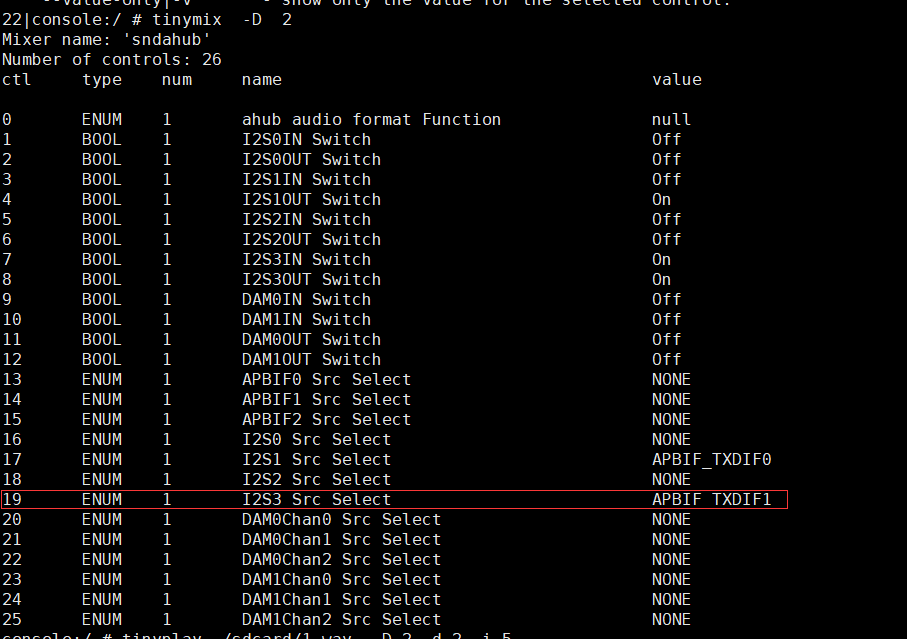 --value-only|-v - show only the value for the selected control.
22|console:/ # tinymix -D 2
Mixer name: 'sndahub'
Number of controls: 26
ctl type num name value
0 ENUM 1 ahub audio format Function null
1 BOOL 1 I2S0IN Switch Off
2 BOOL 1 I2S0OUT Switch Off
3 BOOL 1 I2S1IN Switch Off
4 BOOL 1 I2S1OUT Switch On
5 BOOL 1 I2S2IN Switch Off
6 BOOL 1 I2S2OUT Switch Off
7 BOOL 1 I2S3IN Switch On
8 BOOL 1 I2S3OUT Switch On
9 BOOL 1 DAM0IN Switch Off
10 BOOL 1 DAM1IN Switch Off
11 BOOL 1 DAM0OUT Switch Off
12 BOOL 1 DAM1OUT Switch Off
13 ENUM 1 APBIF0 Src Select NONE
14 ENUM 1 APBIF1 Src Select NONE
15 ENUM 1 APBIF2 Src Select NONE
16 ENUM 1 I2S0 Src Select NONE
17 ENUM 1 I2S1 Src Select APBIF_TXDIF0
18 ENUM 1 I2S2 Src Select NONE
19 ENUM 1 I2S3 Src Select APBIF_TXDIF1
20 ENUM 1 DAM0Chan0 Src Select NONE
21 ENUM 1 DAM0Chan1 Src Select NONE
22 ENUM 1 DAM0Chan2 Src Select NONE
23 ENUM 1 DAM1Chan0 Src Select NONE
24 ENUM 1 DAM1Chan1 Src Select NONE
25 ENUM 1 DAM1Chan2 Src Select NONE
console:/ # tinyplay /sdcard/1.wav -D 2 -d 2 -i 5